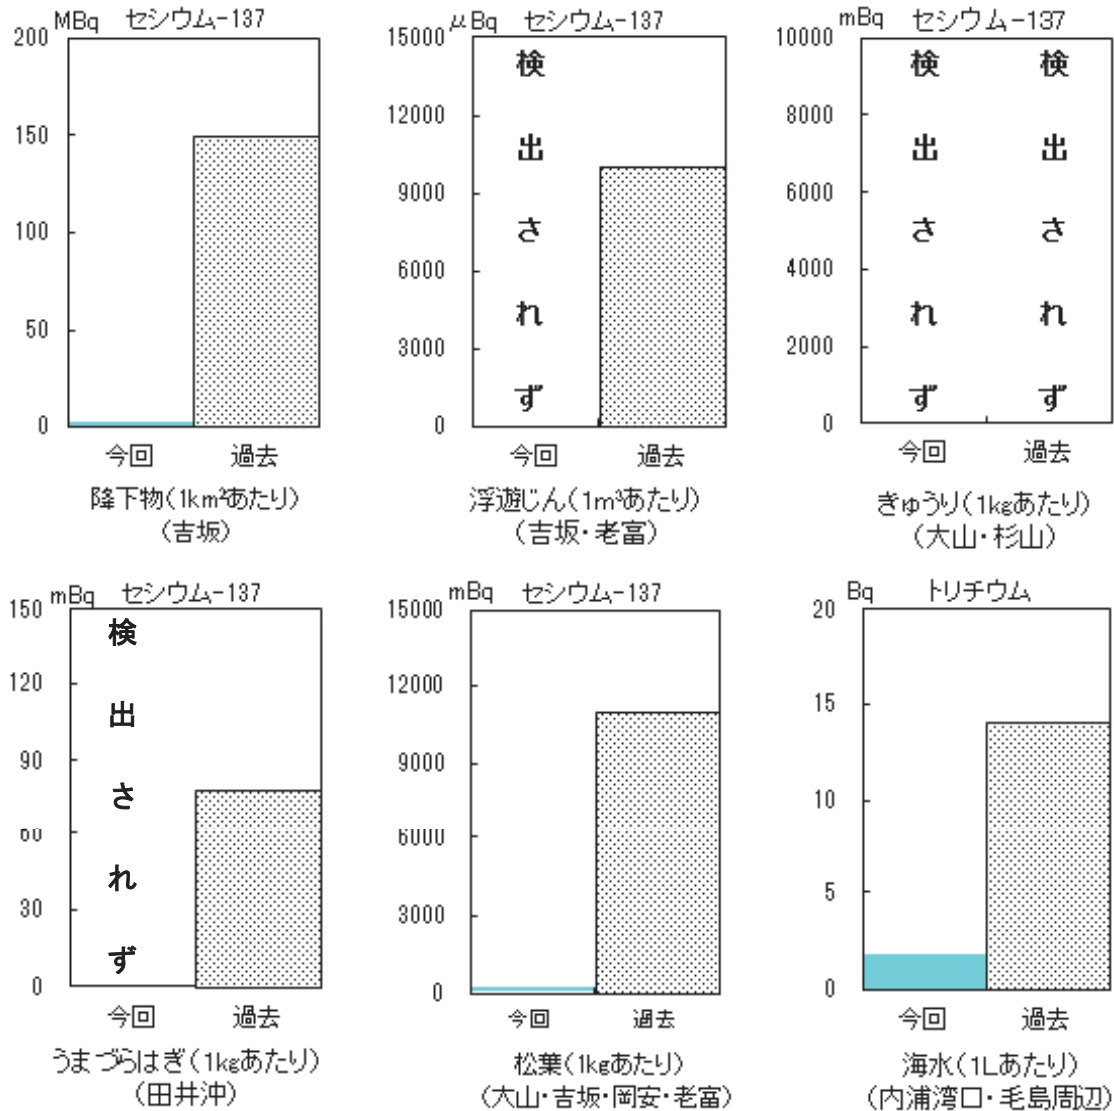 MBq セシウム-137
200
150
100
50
0
今回 過去
降下物(1km²あたり)
(吉坂)
μBq セシウム-137
15000
12000
9000
6000
3000
0
検出されず
今回 過去
浮遊じん(1m³あたり)
(吉坂・老富)
mBq セシウム-137
10000
8000
6000
4000
2000
0
検出されず
検出されず
今回 過去
きゅうり(1kgあたり)
(大山・杉山)
mBq セシウム-137
150
120
90
60
30
0
検出されず
今回 過去
うまづらはぎ(1kgあたり)
(田井沖)
mBq セシウム-137
15000
12000
9000
6000
3000
0
今回 過去
松葉(1kgあたり)
(大山・吉坂・岡安・老富)
Bq トリチウム
20
15
10
5
0
今回 過去
海水(1Lあたり)
(内浦湾口・毛島周辺)